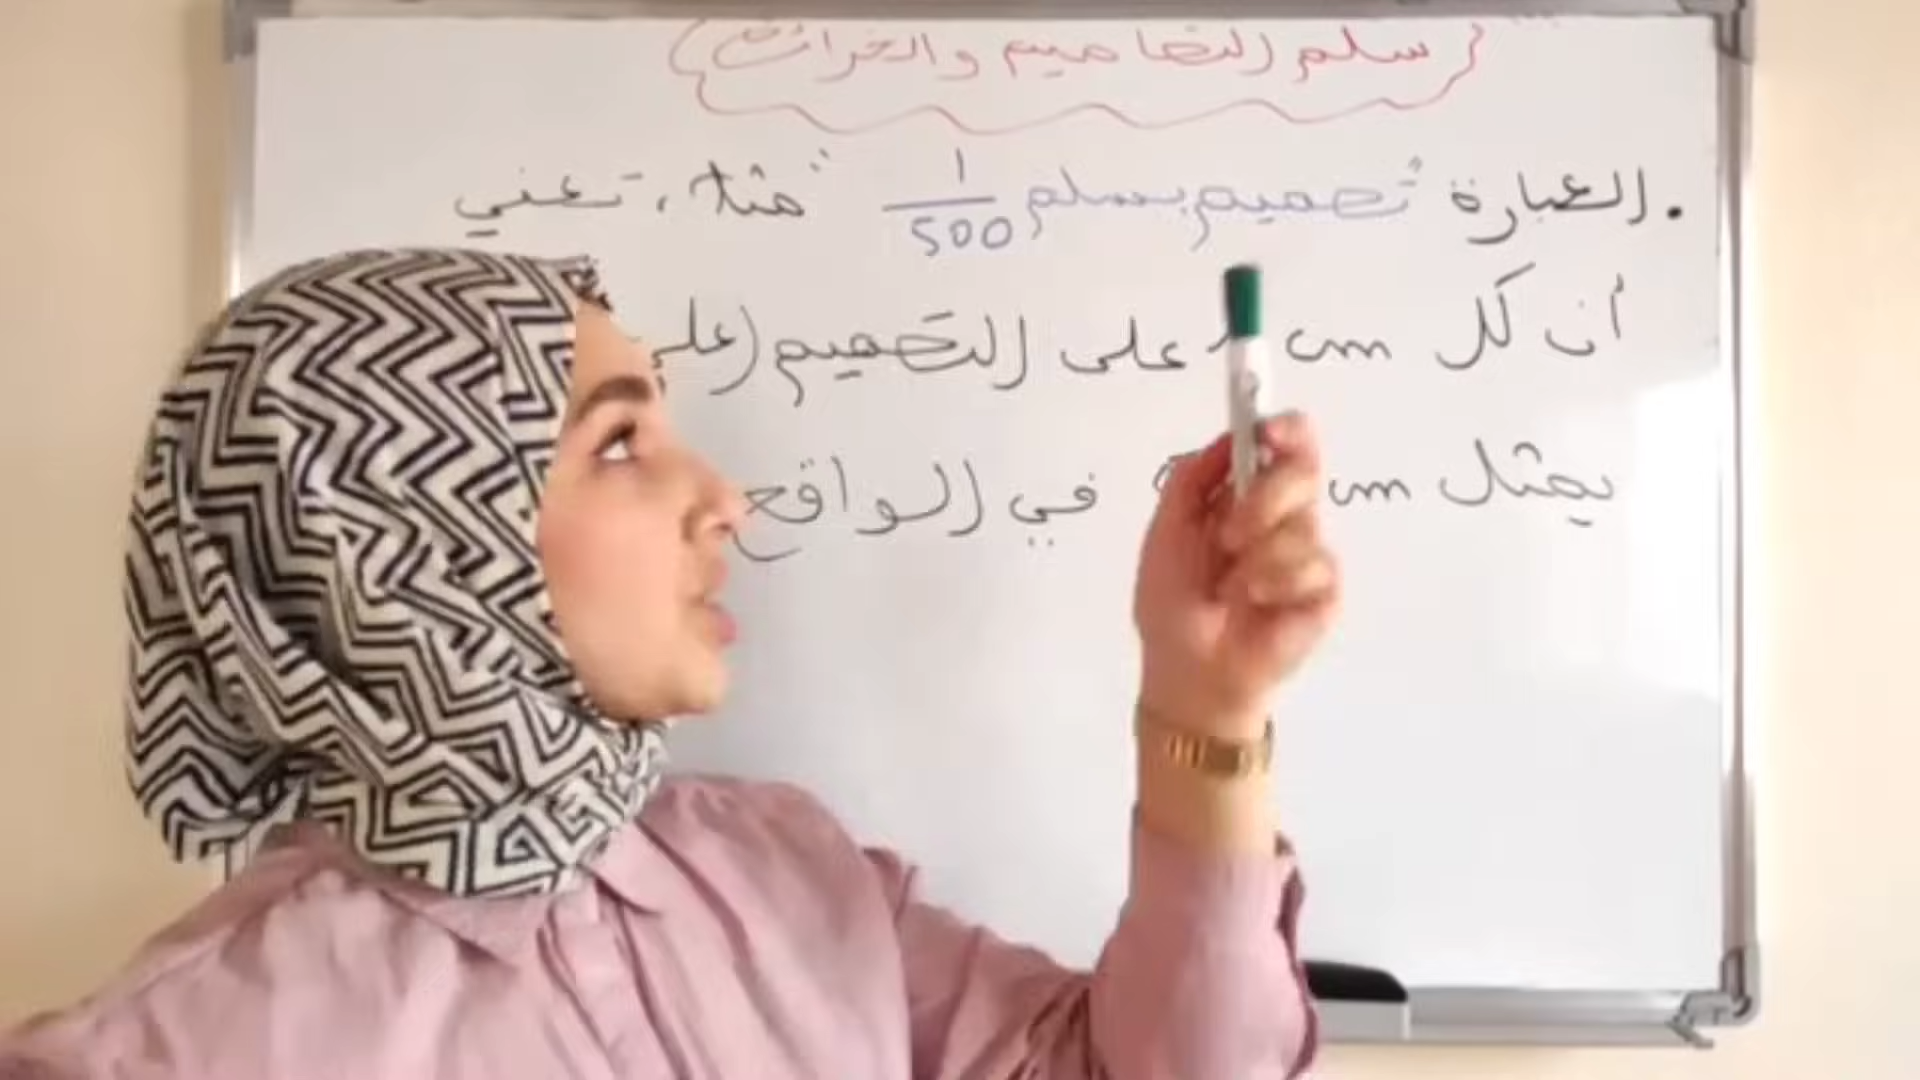 سلم التصاميم والخرائط
. العبارة "تصميم بسلم 1/500" مثلا، تعني
أن كل cm على التصميم (على
يمثل cm في الواقع